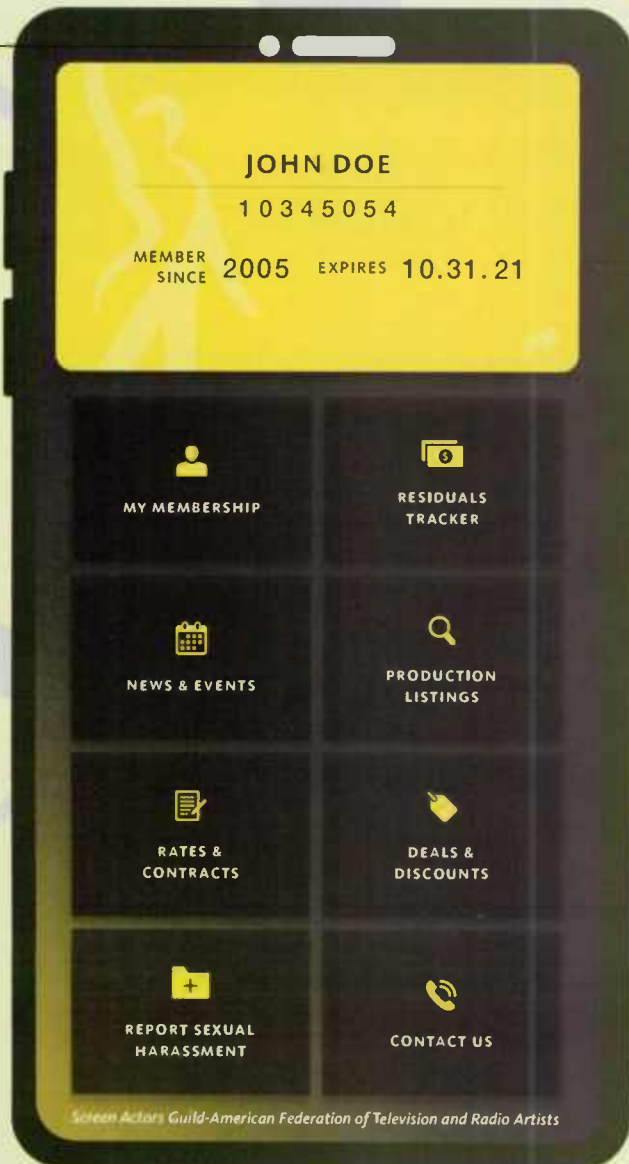 JOHN DOE
10345054
MEMBER SINCE 2005 EXPIRES 10.31.21
MY MEMBERSHIP
RESIDUALS
TRACKER
NEWS & EVENTS
PRODUCTION
LISTINGS
RATES &
CONTRACTS
DEALS &
DISCOUNTS
REPORT SEXUAL
HARASSMENT
CONTACT US
Screen Actors Guild-American Federation of Television and Radio Artists